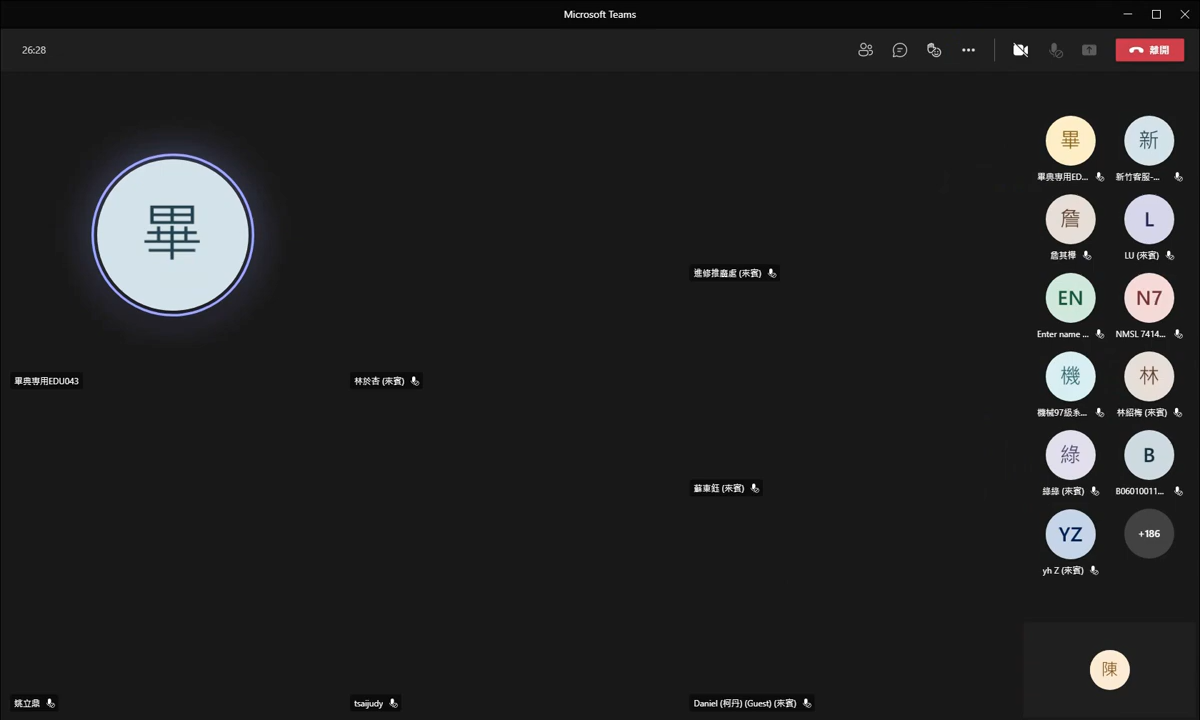 Microsoft Teams
26:28
離開
畢
畢典専用EDU043
林於杏 (來賓)
進修推廣處 (來賓)
蘇東鈺 (來賓)
姚立鼎
tsaijudy
Daniel (柯丹) (Guest) (來賓)
畢
新
畢典専用ED...
新竹客服-...
詹
L
詹其樺
LU (來賓)
EN
N7
Enter name ...
NMSL 7414...
機
林
機械97級系...
林紹梅 (來賓)
綠
B
綠綠 (來賓)
B06010011...
YZ
+186
yh Z (來賓)
陳